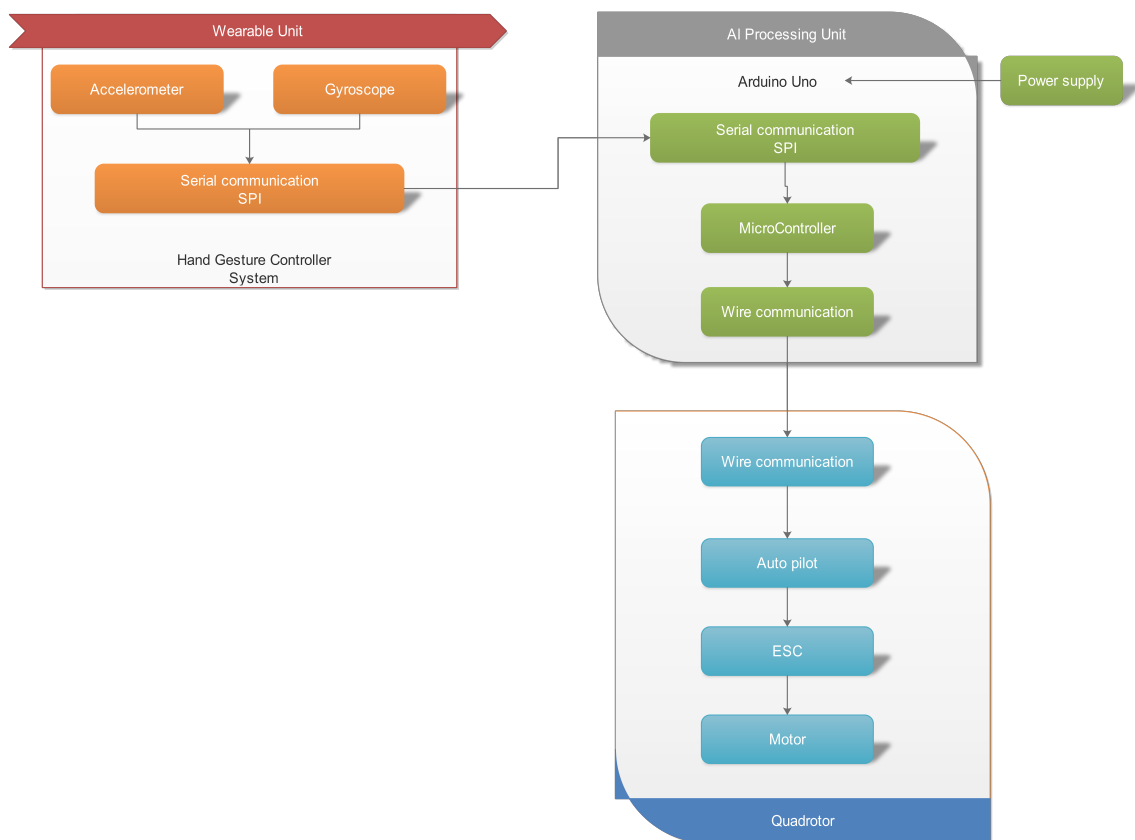 Wearable Unit
Accelerometer
Gyroscope
Serial communication
SPI
Hand Gesture Controller
System
AI Processing Unit
Arduino Uno
Power supply
Serial communication
SPI
MicroController
Wire communication
Wire communication
Auto pilot
ESC
Motor
Quadrotor